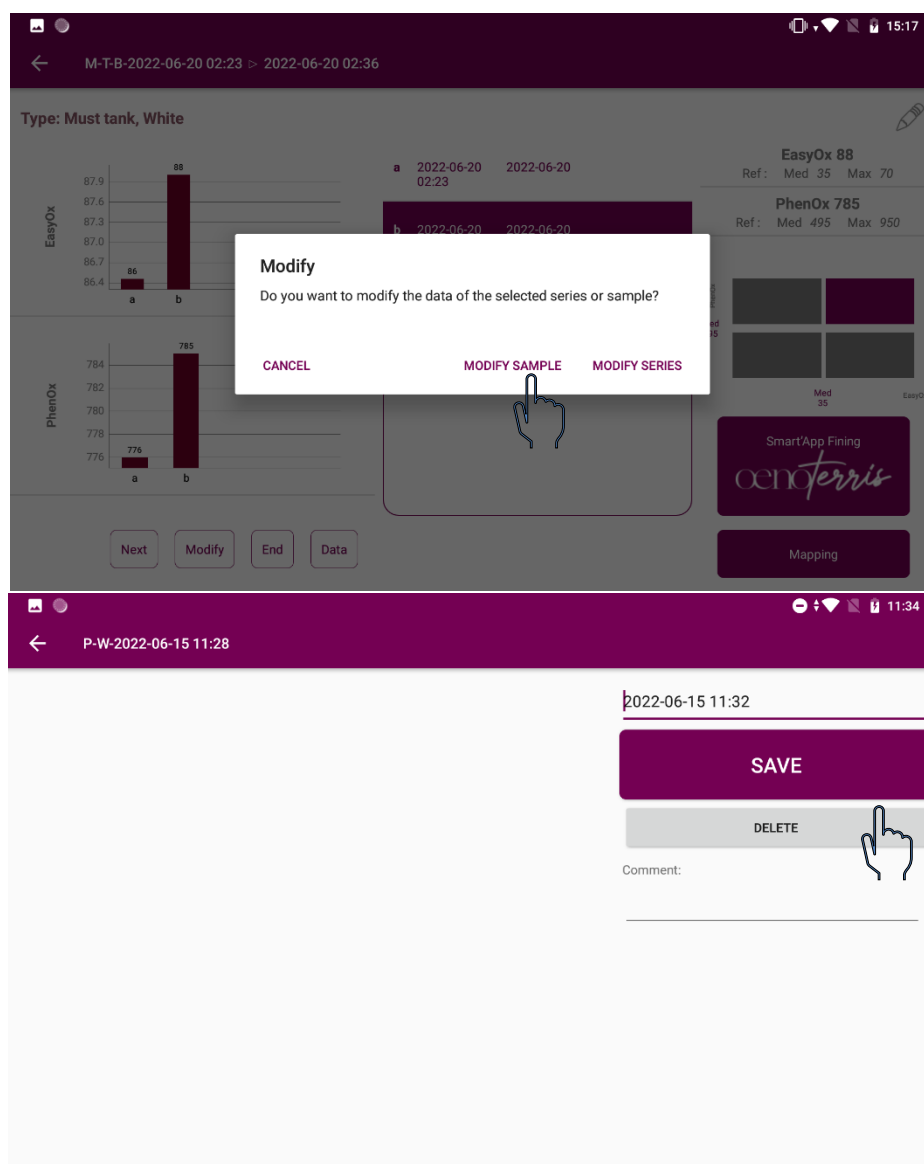 15:17
M-T-B-2022-06-20 02:23 ▷ 2022-06-20 02:36
Type: Must tank, White
EasyOx
87.9
87.6
87.3
87.0
86.7
86.4
86
88
a b
PhenOx
784
782
780
778
776
776
785
a b
Next Modify End Data
a 2022-06-20 02:23 2022-06-20
b 2022-06-20 2022-06-20
Modify
Do you want to modify the data of the selected series or sample?
CANCEL MODIFY SAMPLE MODIFY SERIES
EasyOx 88
Ref : Med 35 Max 70
PhenOx 785
Ref : Med 495 Max 950
PhenOx
Med
35
Smart'App Fining
oenoterris
Mapping
11:34
P-W-2022-06-15 11:28
2022-06-15 11:32
SAVE
DELETE
Comment: